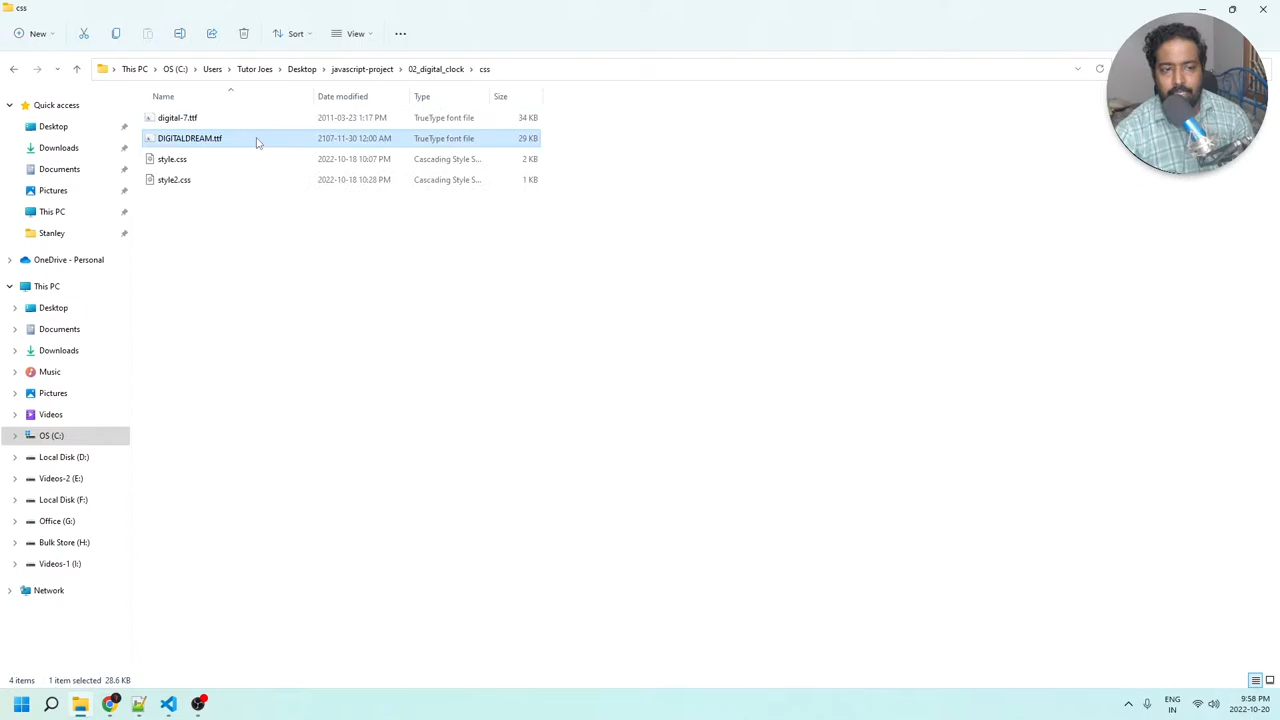 css
New
Sort
View
This PC
OS (C:)
Users
Tutor Joes
Desktop
javascript-project
02_digital_clock
css
Name
Date modified
Type
Size
digital-7.ttf
2011-03-23 1:17 PM
TrueType font file
34 KB
DIGITALDREAM.ttf
2107-11-30 12:00 AM
TrueType font file
29 KB
style.css
2022-10-18 10:07 PM
Cascading Style S...
2 KB
style2.css
2022-10-18 10:28 PM
Cascading Style S...
1 KB
Quick access
Desktop
Downloads
Documents
Pictures
This PC
Stanley
OneDrive - Personal
This PC
Desktop
Documents
Downloads
Music
Pictures
Videos
OS (C:)
Local Disk (D:)
Videos-2 (E:)
Local Disk (F:)
Office (G:)
Bulk Store (H:)
Videos-1 (I:)
Network
4 items
1 item selected 28.6 KB
ENG
IN
9:58 PM
2022-10-20